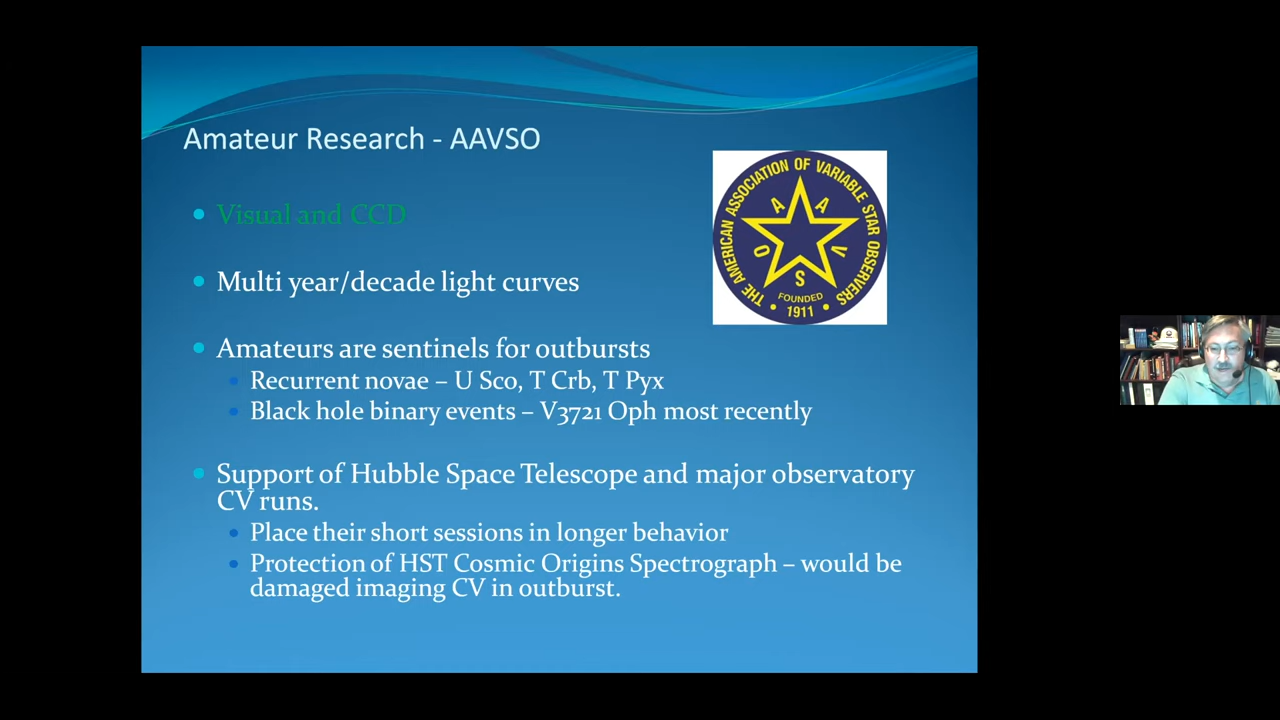 Amateur Research - AAVSO
Visual and CCD
Multi year/decade light curves
Amateurs are sentinels for outbursts
Recurrent novae – U Sco, T Crb, T Pyx
Black hole binary events – V3721 Oph most recently
Support of Hubble Space Telescope and major observatory
CV runs.
Place their short sessions in longer behavior
Protection of HST Cosmic Origins Spectrograph – would be
damaged imaging CV in outburst.
THE AMERICAN ASSOCIATION OF VARIABLE STAR OBSERVERS
A A V S O
FOUNDED
• 1911 •